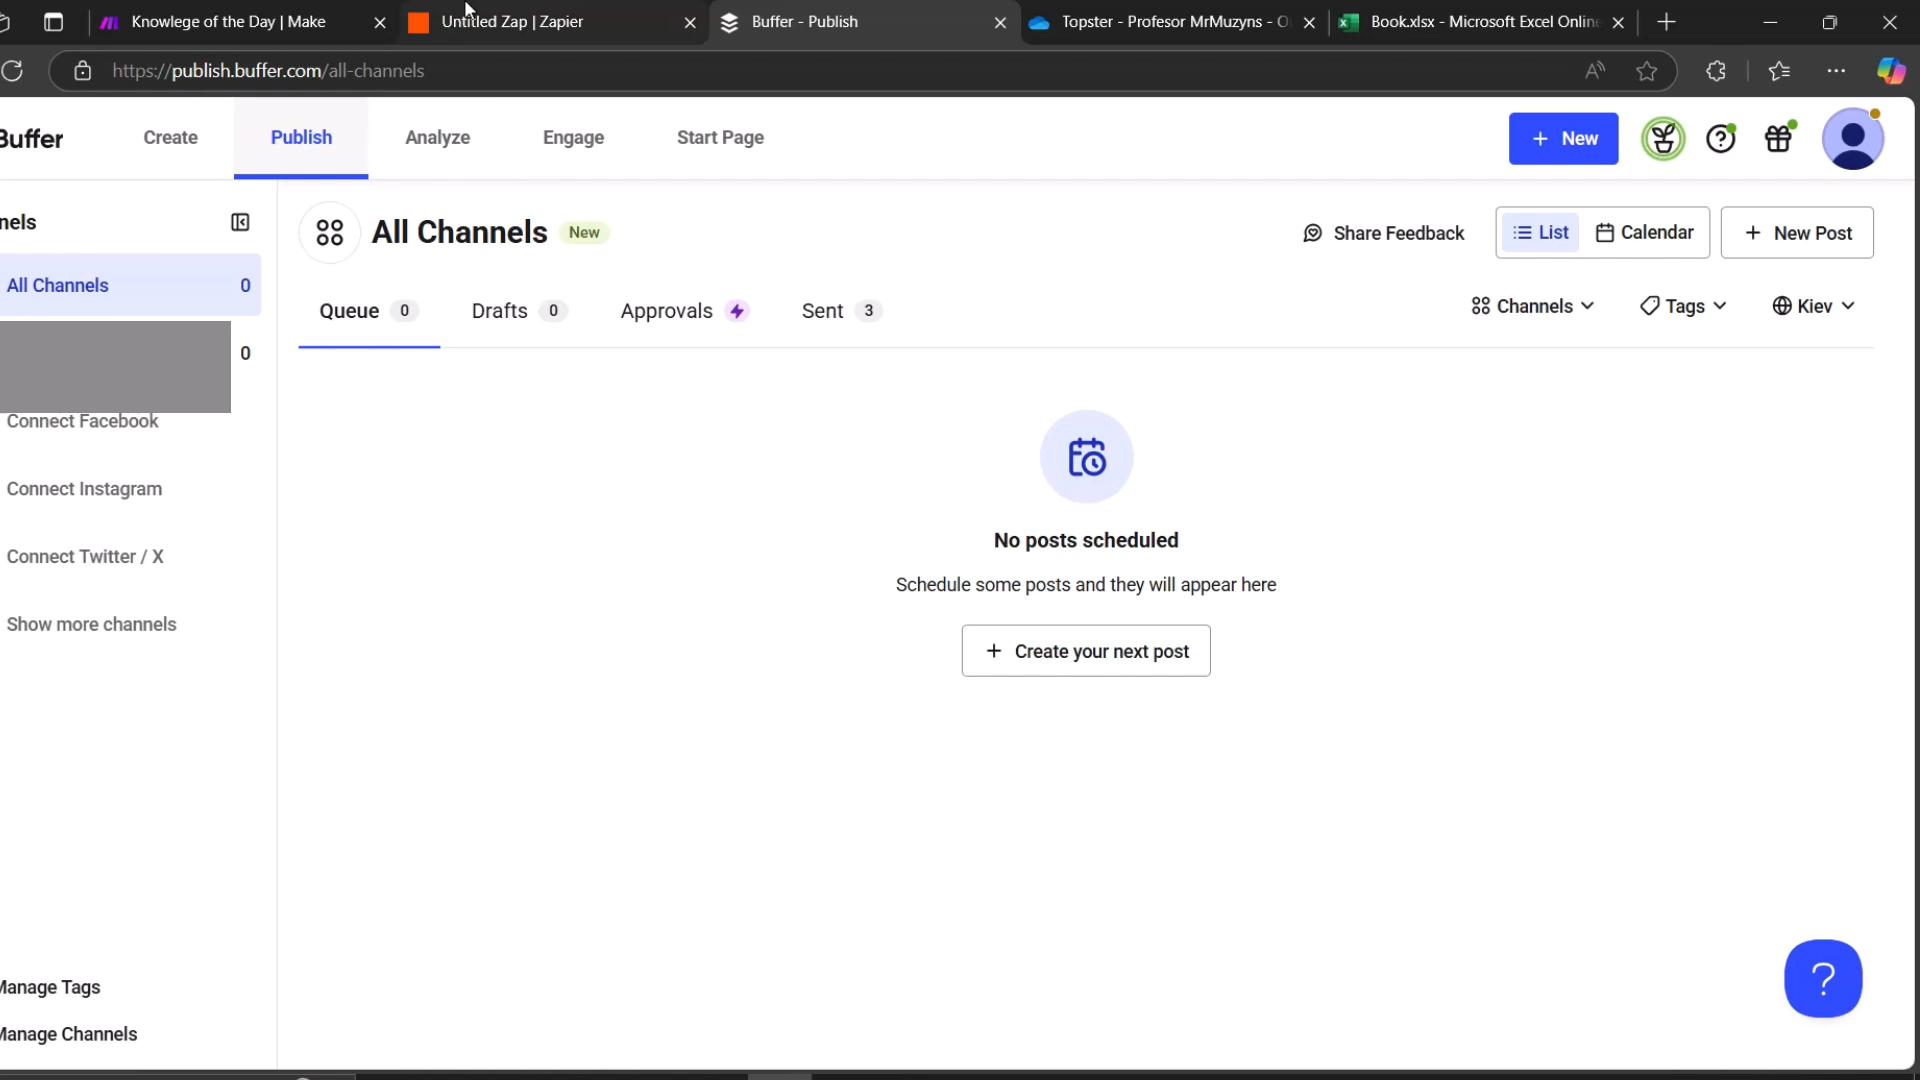 Knowlege of the Day | Make
Untitled Zap | Zapier
Buffer - Publish
Topster - Profesor MrMuzyns - O
Book.xlsx - Microsoft Excel Online
https://publish.buffer.com/all-channels
Buffer
Create
Publish
Analyze
Engage
Start Page
+ New
nels
All Channels 0
0
Connect Facebook
Connect Instagram
Connect Twitter / X
Show more channels
Manage Tags
Manage Channels
All Channels New
Share Feedback
List
Calendar
+ New Post
Queue 0
Drafts 0
Approvals
Sent 3
Channels
Tags
Kiev
No posts scheduled
Schedule some posts and they will appear here
+ Create your next post
?